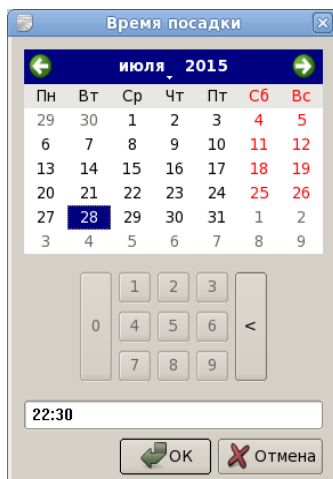 Время посадки
июля 2015
Пн Вт Ср Чт Пт Сб Вс
29 30 1 2 3 4 5
6 7 8 9 10 11 12
13 14 15 16 17 18 19
20 21 22 23 24 25 26
27 28 29 30 31 1 2
3 4 5 6 7 8 9
1 2 3
0 4 5 6 <
7 8 9
22:30
ОК Отмена